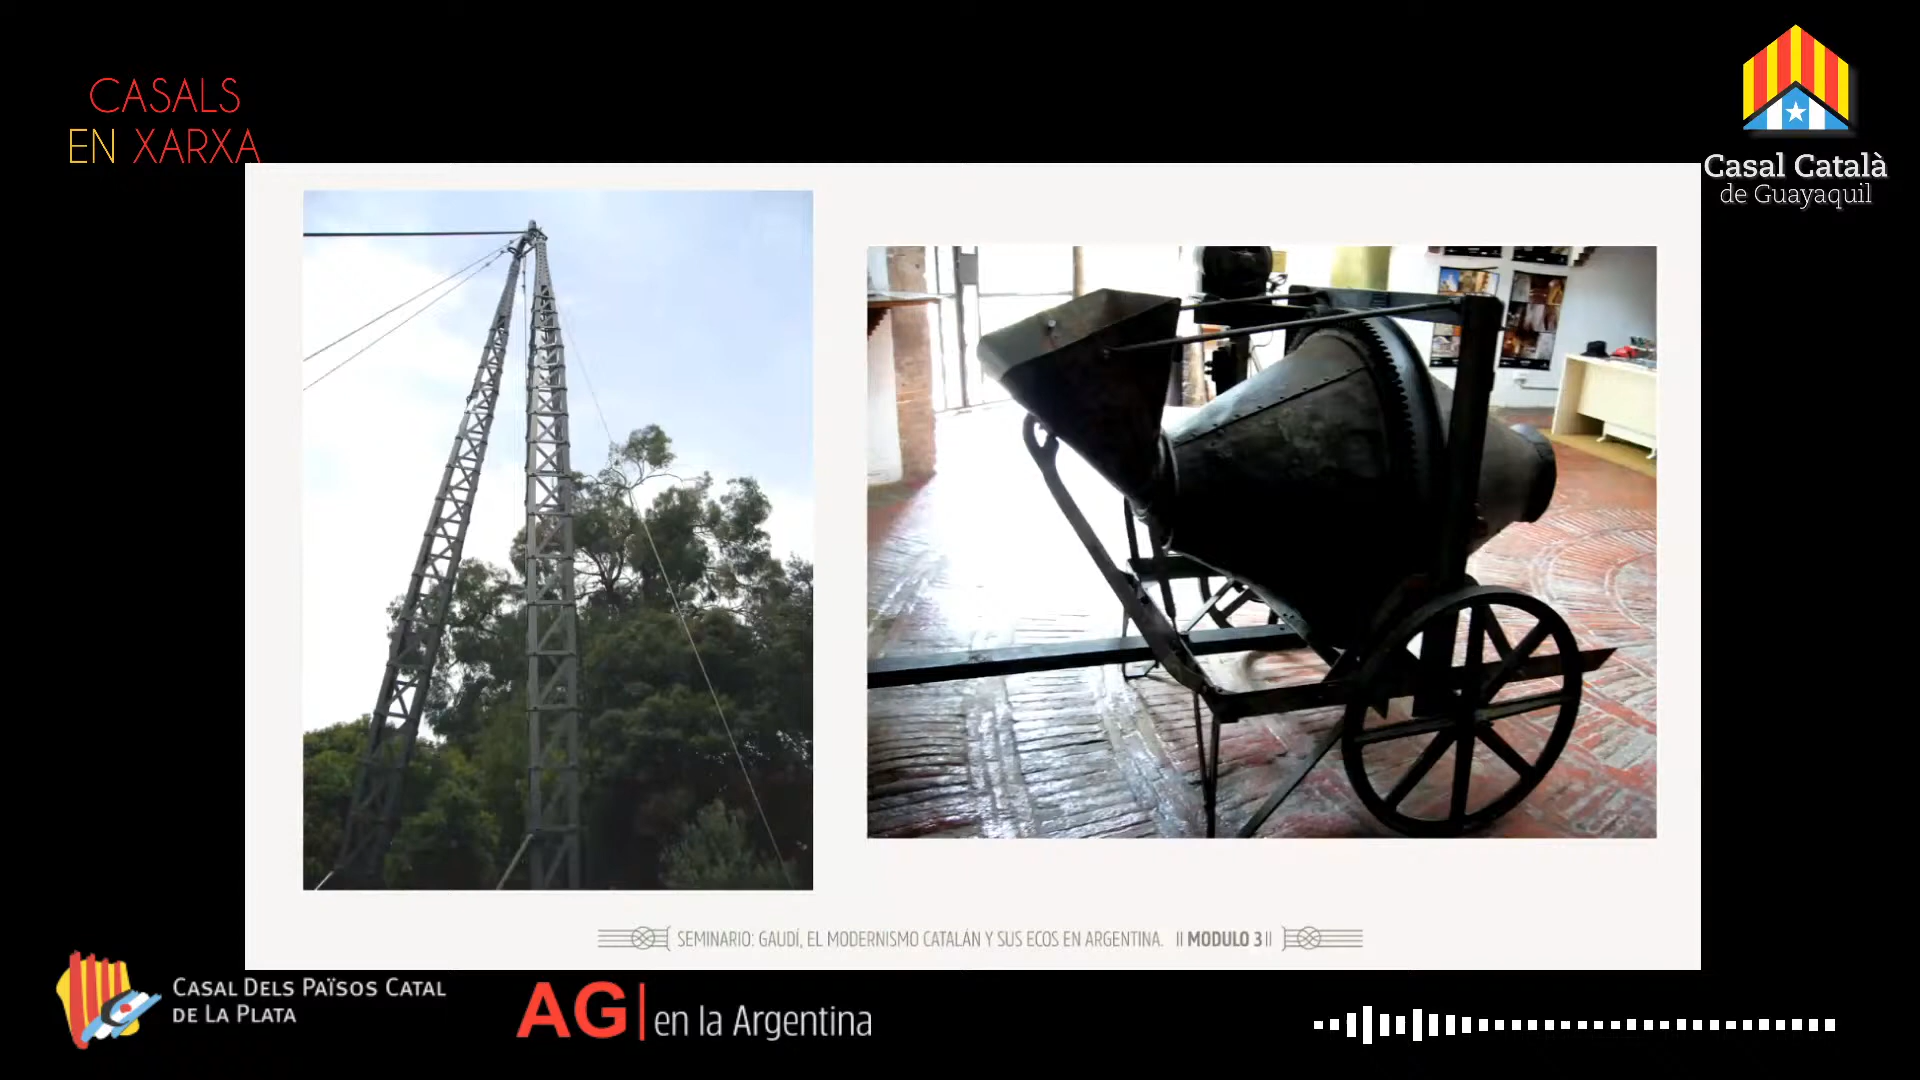 CASALS
EN XARXA
Casal Català
de Guayaquil
SEMINARIO: GAUDÍ, EL MODERNISMO CATALÁN Y SUS ECOS EN ARGENTINA. || MODULO 3 ||
CASAL DELS PAÏSOS CATAL
DE LA PLATA
AG | en la Argentina